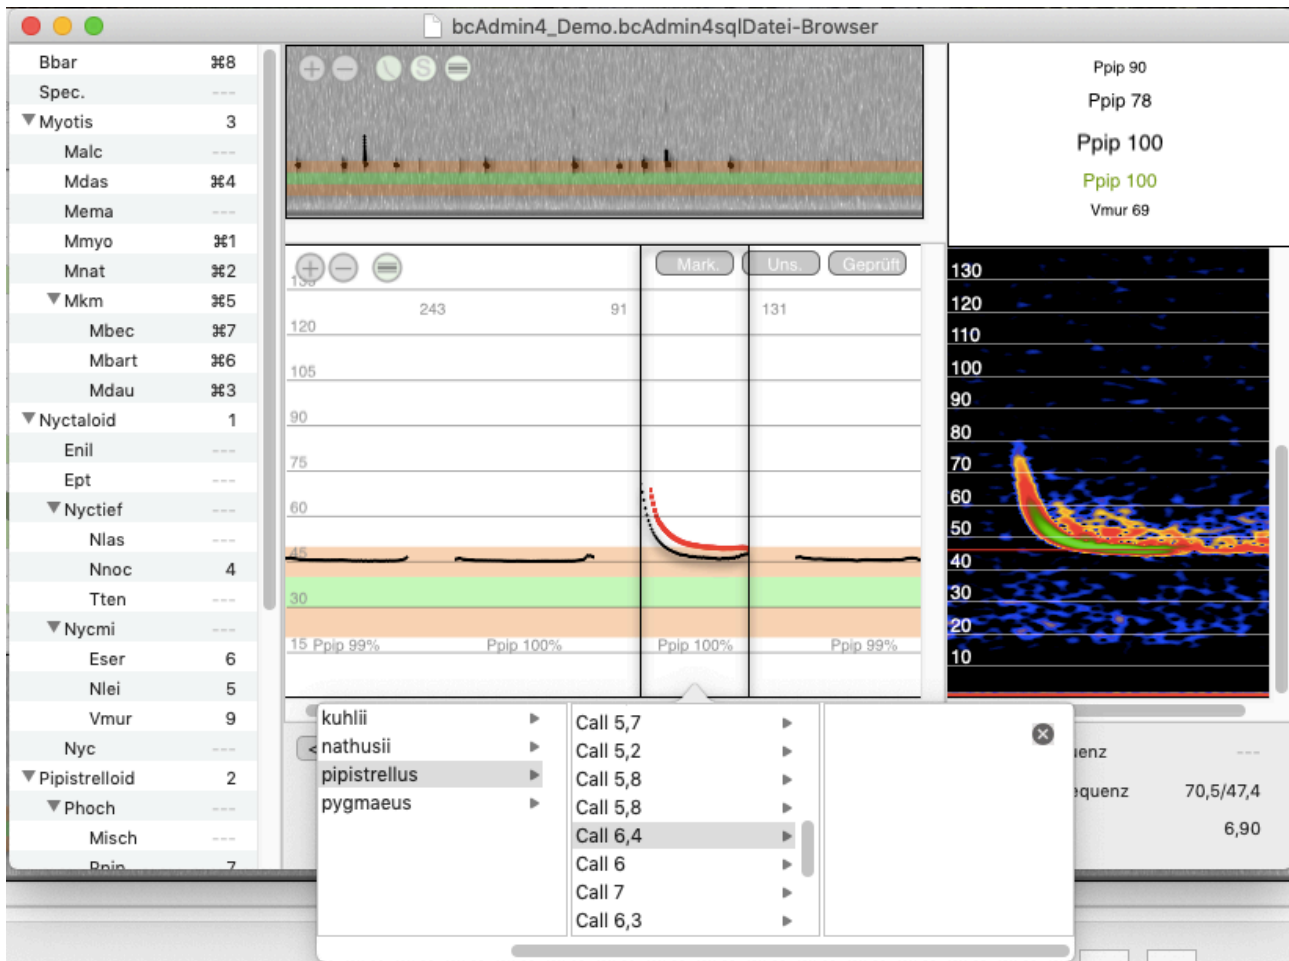 bcAdmin4_Demo.bcAdmin4sqlDatei-Browser
Bbar ⌘8
Spec. ---
Myotis 3
Malc ---
Mdas ⌘4
Mema ---
Mmyo ⌘1
Mnat ⌘2
Mkm ⌘5
Mbec ⌘7
Mbart ⌘6
Mdau ⌘3
Nyctaloid 1
Enil ---
Ept ---
Nyctief ---
Nlas ---
Nnoc 4
Tten ---
Nycmi ---
Eser 6
Nlei 5
Vmur 9
Nyc ---
Pipistrelloid 2
Phoch ---
Misch ---
Ppip 7
S
Mark. Uns. Geprüft
135
243 91 131
120
105
90
75
60
45
30
15 Ppip 99% Ppip 100% Ppip 100% Ppip 99%
Ppip 90
Ppip 78
Ppip 100
Ppip 100
Vmur 69
130
120
110
100
90
80
70
60
50
40
30
20
10
<
kuhlii
nathusii
pipistrellus
pygmaeus
Call 5,7
Call 5,2
Call 5,8
Call 5,8
Call 6,4
Call 6
Call 7
Call 6,3
uenz ---
equenz 70,5/47,4
6,90